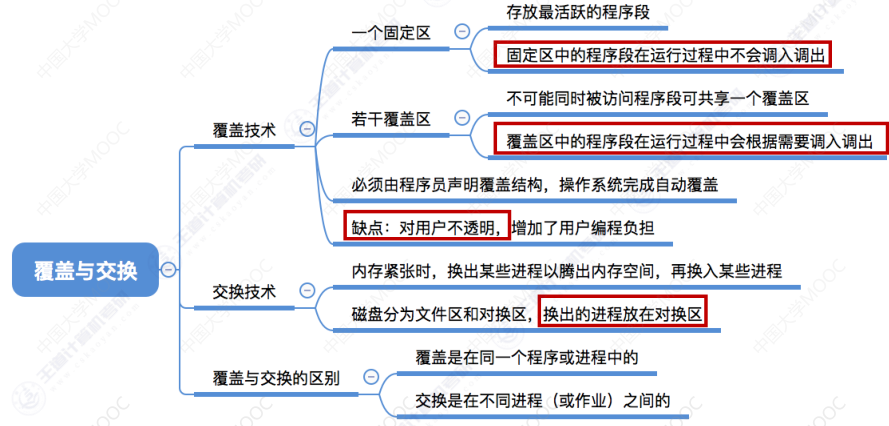 存放最活跃的程序段
一个固定区
固定区中的程序段在运行过程中不会调入调出
不可能同时被访问程序段可共享一个覆盖区
若干覆盖区
覆盖技术
覆盖区中的程序段在运行过程中会根据需要调入调出
必须由程序员声明覆盖结构，操作系统完成自动覆盖
缺点：对用户不透明，增加了用户编程负担
覆盖与交换
内存紧张时，换出某些进程以腾出内存空间，再换入某些进程
交换技术
磁盘分为文件区和对换区，换出的进程放在对换区
覆盖是在同一个程序或进程中的
覆盖与交换的区别
交换是在不同进程（或作业）之间的